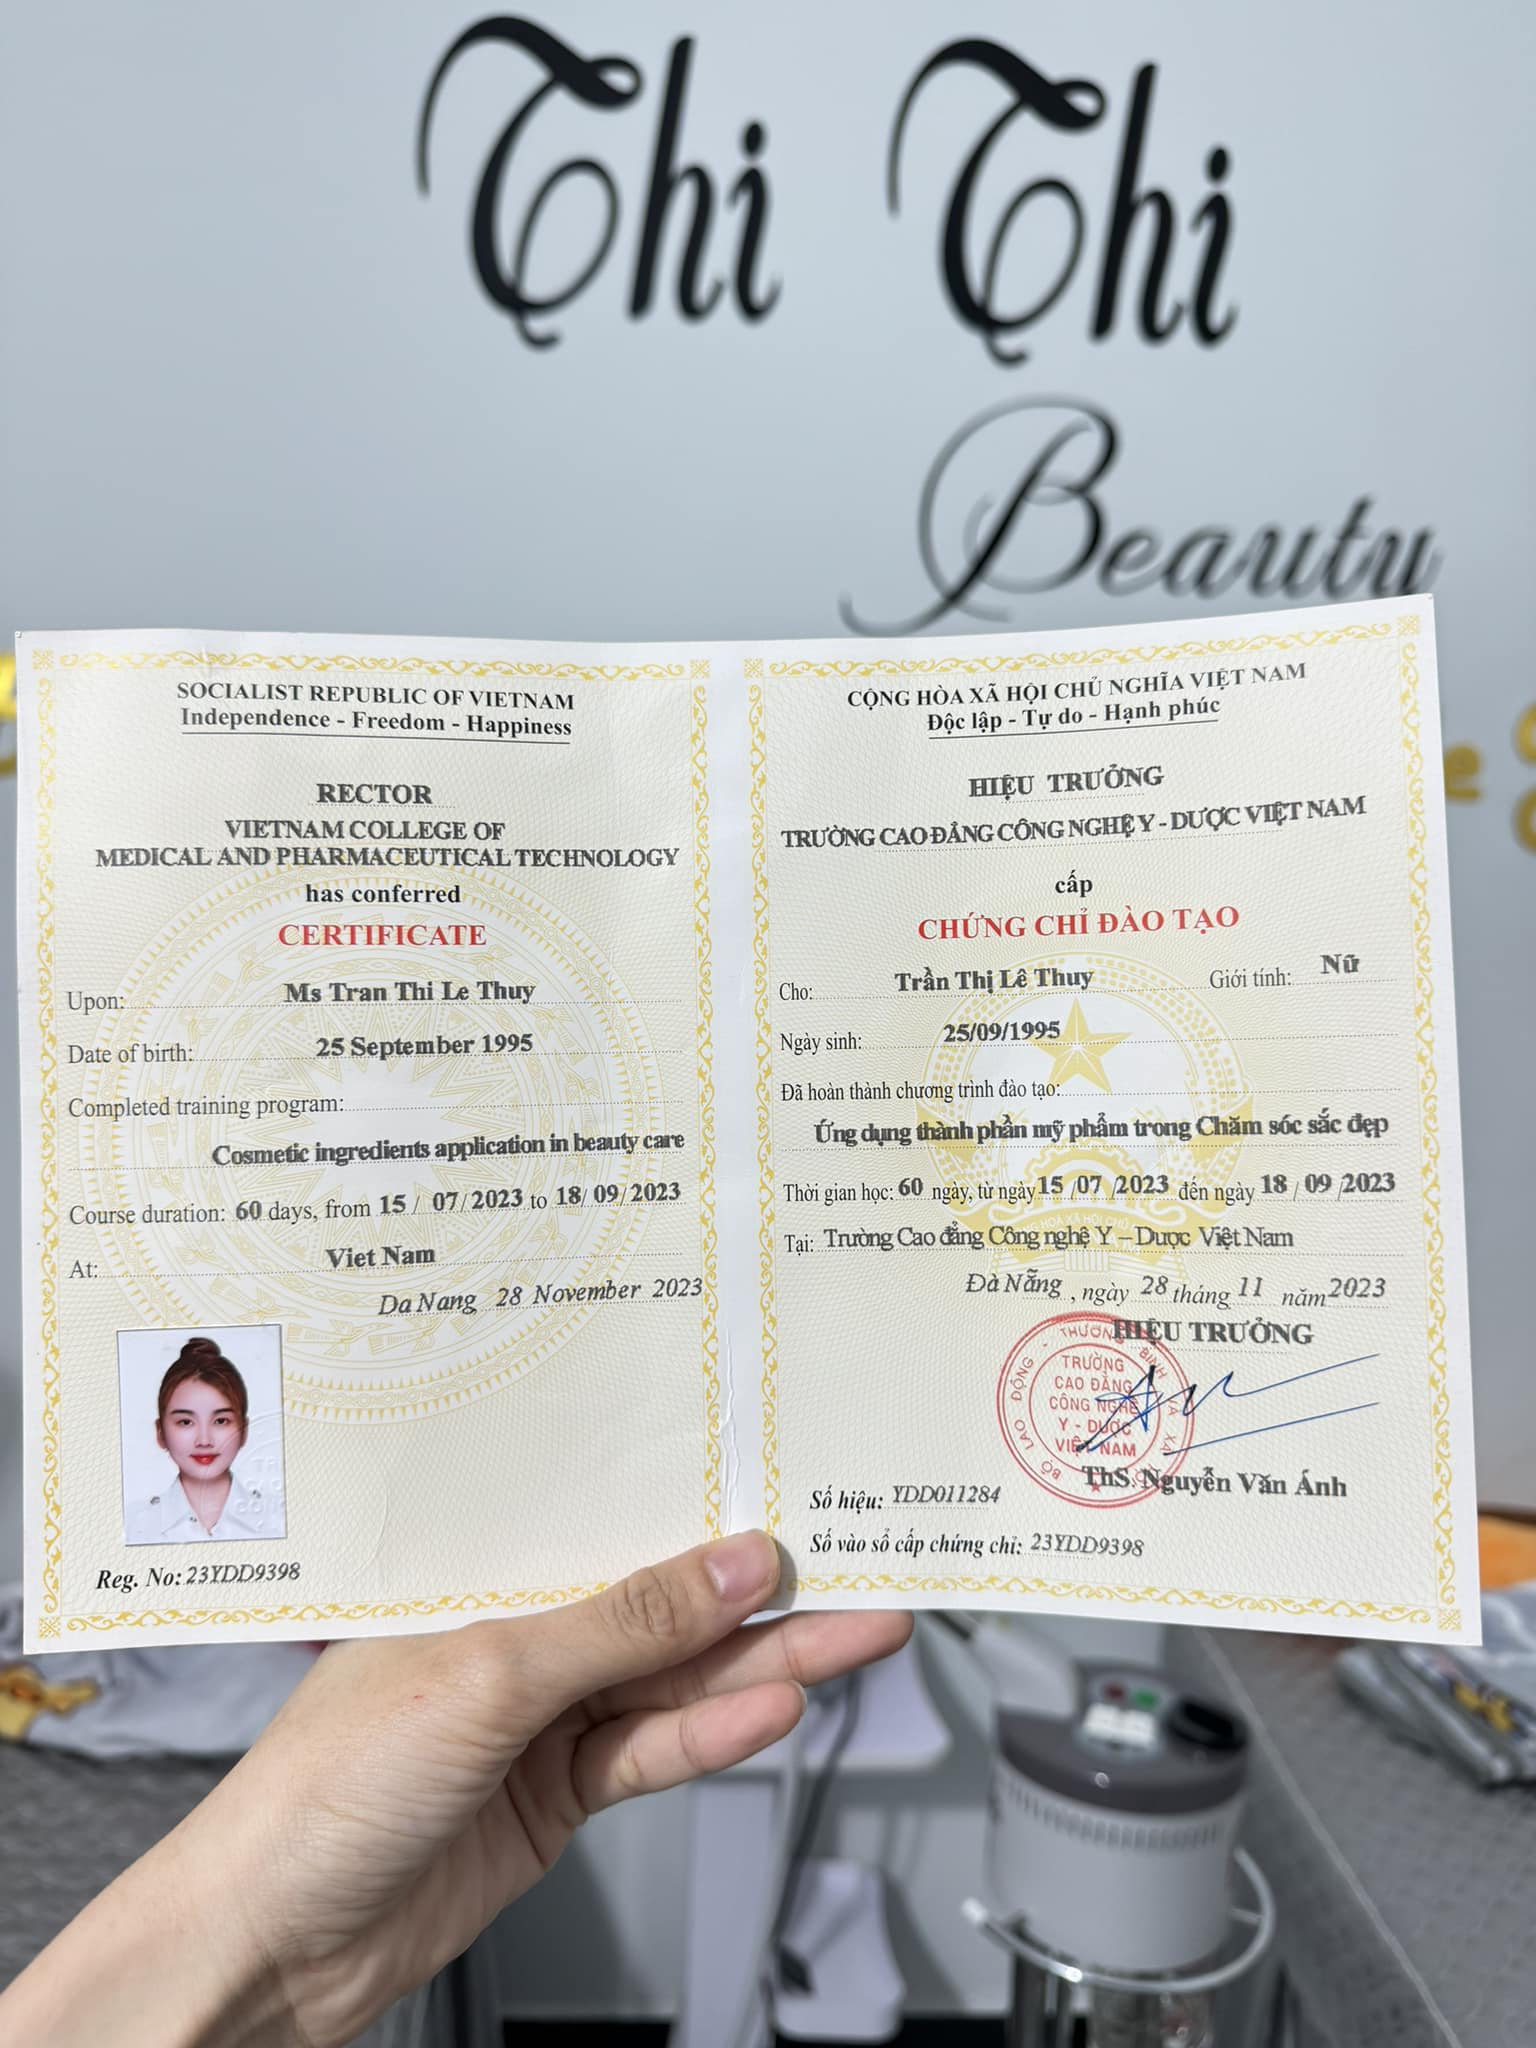 Thi Thi
Beauty
SOCIALIST REPUBLIC OF VIETNAM
Independence - Freedom - Happiness
RECTOR
VIETNAM COLLEGE OF
MEDICAL AND PHARMACEUTICAL TECHNOLOGY
has conferred
CERTIFICATE
Upon: Ms Tran Thi Le Thuy
Date of birth: 25 September 1995
Completed training program:
Cosmetic ingredients application in beauty care
Course duration: 60 days, from 15 / 07/2023 to 18/ 09/2023
At: Viet Nam
Da Nang, 28 November 2023
Reg. No: 23YDD9398
CỘNG HÒA XÃ HỘI CHỦ NGHĨA VIỆT NAM
Độc lập - Tự do - Hạnh phúc
HIỆU TRƯỞNG
TRƯỜNG CAO ĐẲNG CÔNG NGHỆ Y - DƯỢC VIỆT NAM
cấp
CHỨNG CHỈ ĐÀO TẠO
Cho: Trần Thị Lê Thuy Giới tính: Nữ
Ngày sinh: 25/09/1995
Đã hoàn thành chương trình đào tạo:
Ứng dụng thành phần mỹ phẩm trong Chăm sóc sắc đẹp
Thời gian học: 60 ngày, từ ngày 15 /07 /2023 đến ngày 18 / 09 /2023
Tại: Trường Cao đẳng Công nghệ Y – Dược Việt Nam
Đà Nẵng, ngày 28 tháng 11 năm 2023
HIỆU TRƯỞNG
BỘ LAO ĐỘNG - THƯƠNG BINH VÀ XÃ HỘI
TRƯỜNG
CAO ĐẲNG
CÔNG NGHỆ
Y - DƯỢC
VIỆT NAM
ThS. Nguyễn Văn Ánh
Số hiệu: YDD011284
Số vào sổ cấp chứng chỉ: 23YDD9398